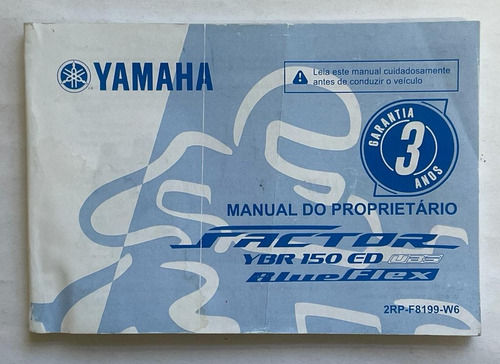 YAMAHA
Leia este manual cuidadosamente
antes de conduzir o veículo
GARANTIA
3
ANOS
MANUAL DO PROPRIETÁRIO
FACTOR
YBR 150 ED UBS
BlueFlex
2RP-F8199-W6